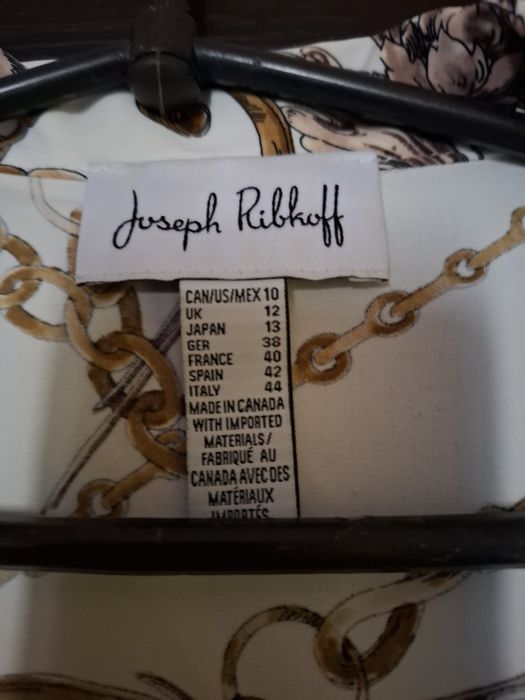 Joseph Ribkoff
CAN/US/MEX 10
UK 12
JAPAN 13
GER 38
FRANCE 40
SPAIN 42
ITALY 44
MADE IN CANADA
WITH IMPORTED
MATERIALS/
FABRIQUÉ AU
CANADA AVEC DES
MATÉRIAUX
IMPORTÉS